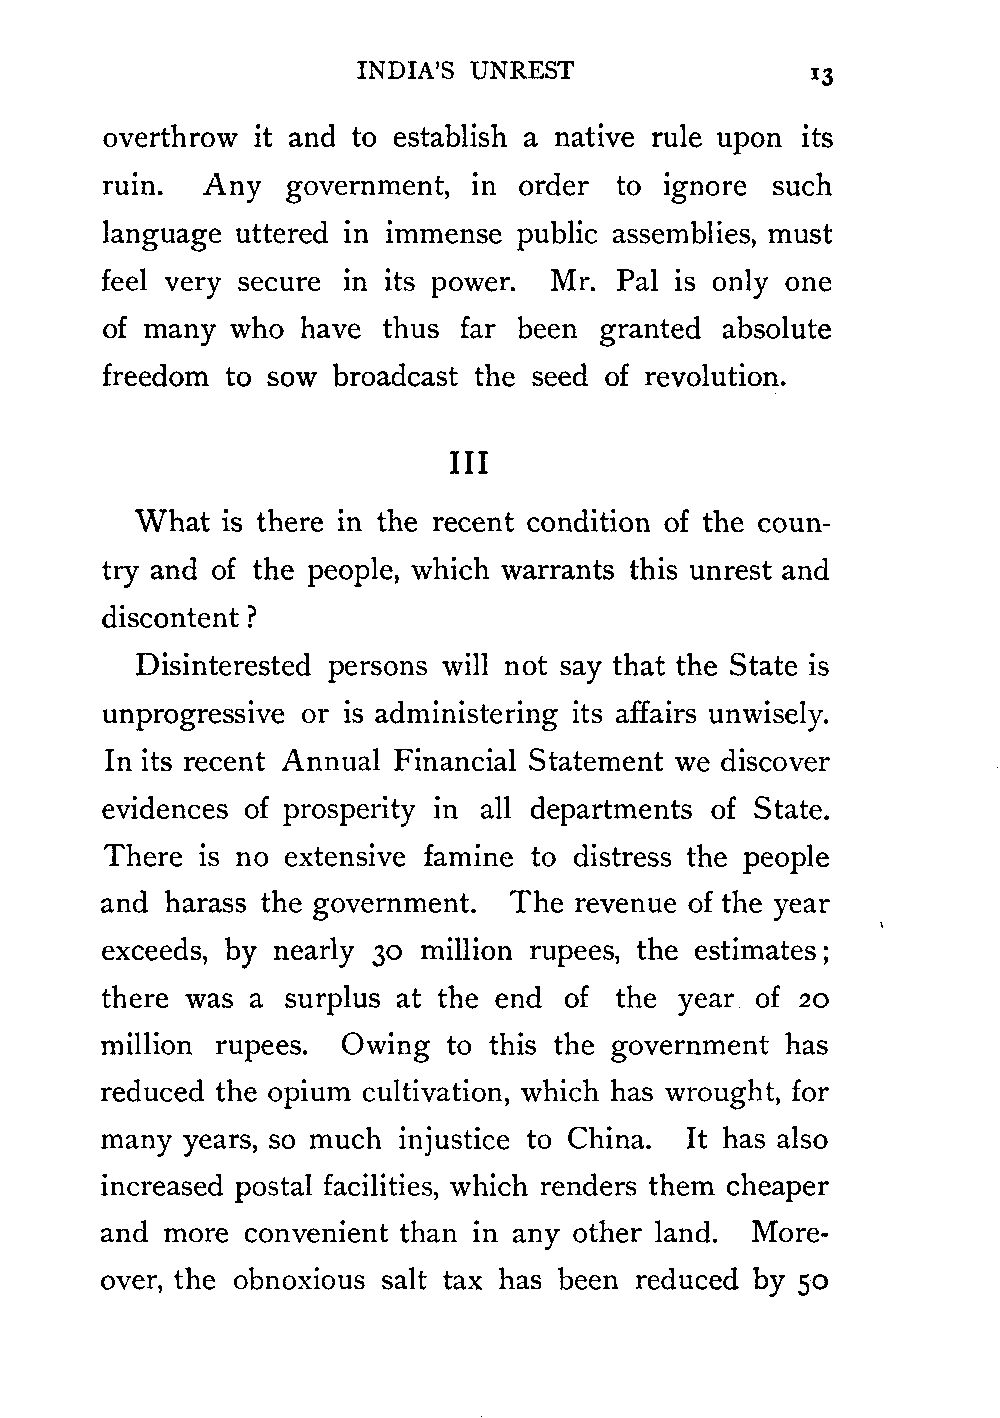 INDIA'S UNREST 13
overthrow it and to establish a native rule upon its
ruin. Any government, in order to ignore such
language uttered in immense public assemblies, must
feel very secure in its power. Mr. Pal is only one
of many who have thus far been granted absolute
freedom to sow broadcast the seed of revolution.
III
What is there in the recent condition of the coun-
try and of the people, which warrants this unrest and
discontent ?
Disinterested persons will not say that the State is
unprogressive or is administering its affairs unwisely.
In its recent Annual Financial Statement we discover
evidences of prosperity in all departments of State.
There is no extensive famine to distress the people
and harass the government. The revenue of the year
exceeds, by nearly 30 million rupees, the estimates ;
there was a surplus at the end of the year of 20
million rupees. Owing to this the government has
reduced the opium cultivation, which has wrought, for
many years, so much injustice to China. It has also
increased postal facilities, which renders them cheaper
and more convenient than in any other land. More-
over, the obnoxious salt tax has been reduced by 50